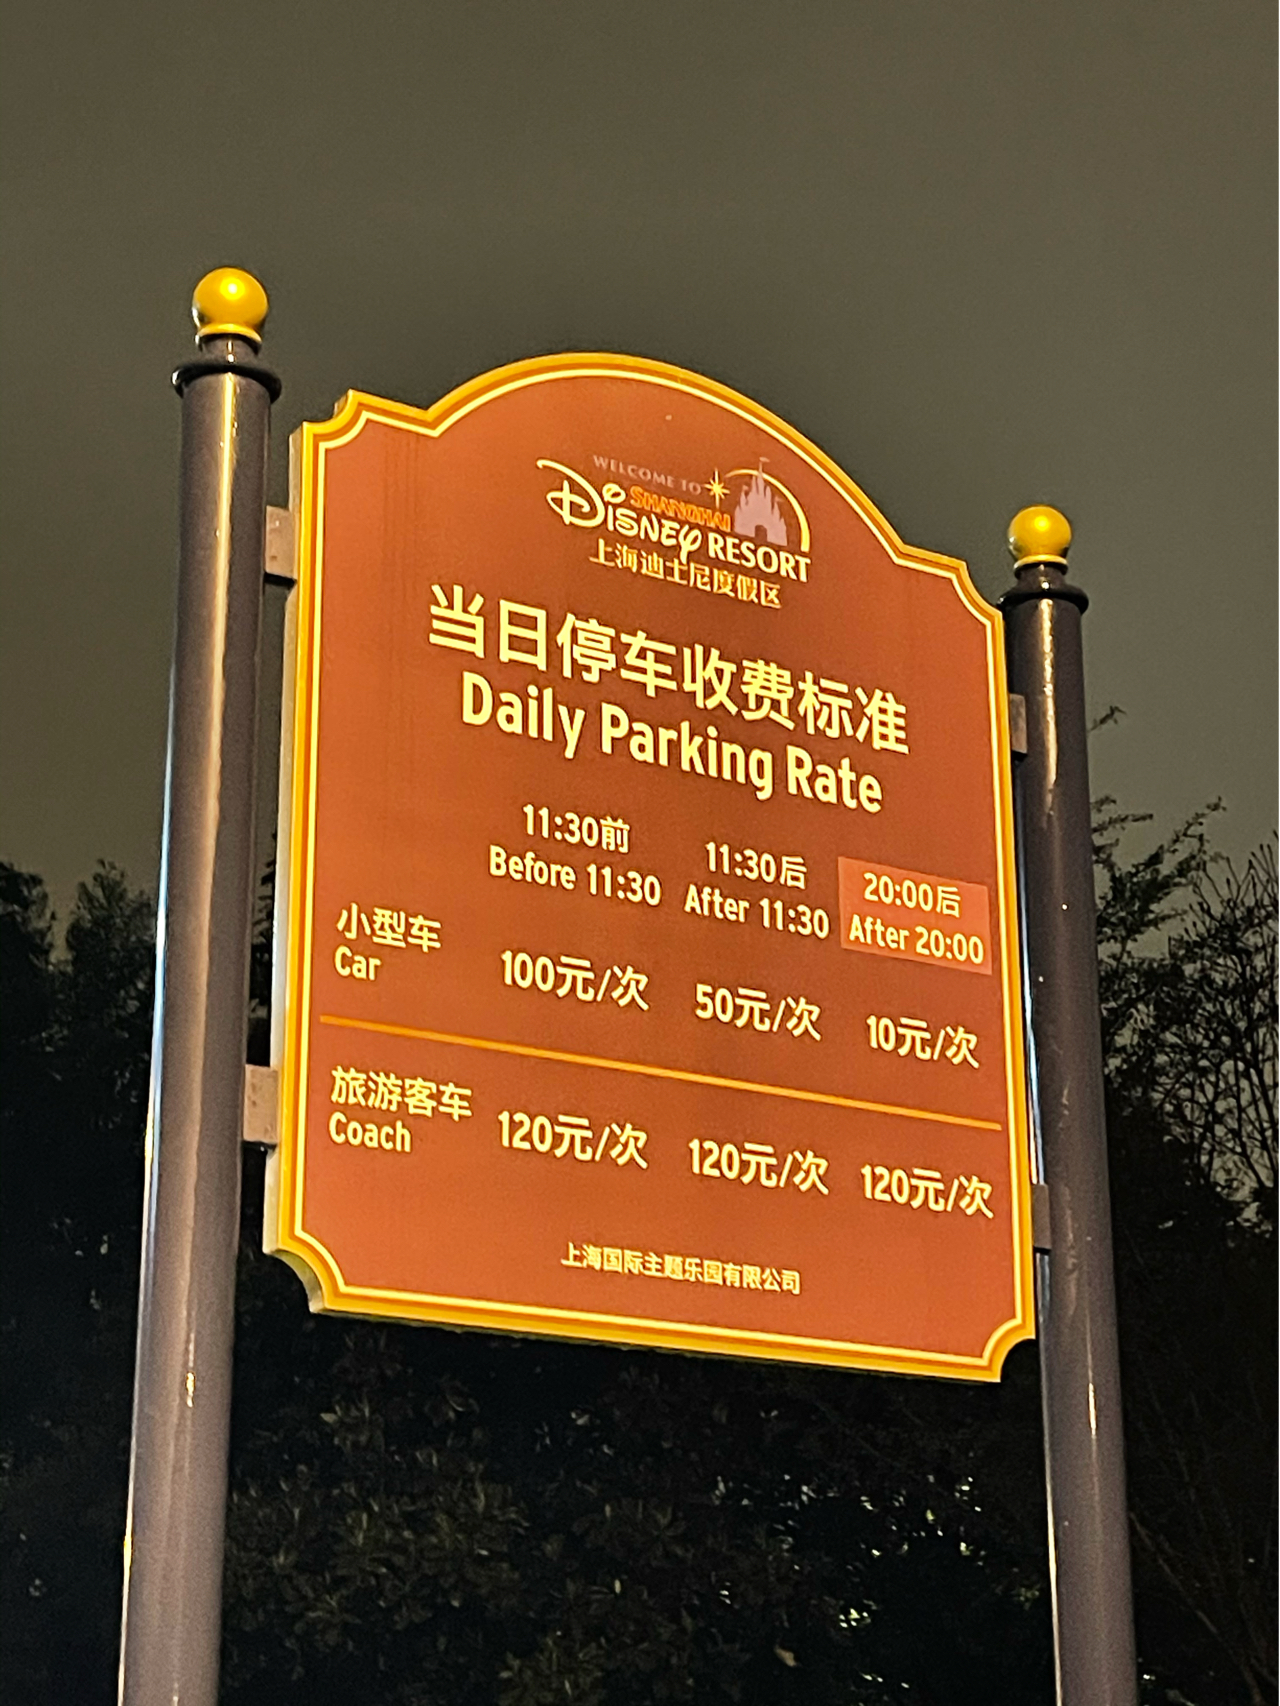 WELCOME TO
SHANGHAI
DISNEY RESORT
上海迪士尼度假区
当日停车收费标准
Daily Parking Rate
11:30前 11:30后 20:00后
Before 11:30 After 11:30 After 20:00
小型车
Car 100元/次 50元/次 10元/次
旅游客车
Coach 120元/次 120元/次 120元/次
上海国际主题乐园有限公司